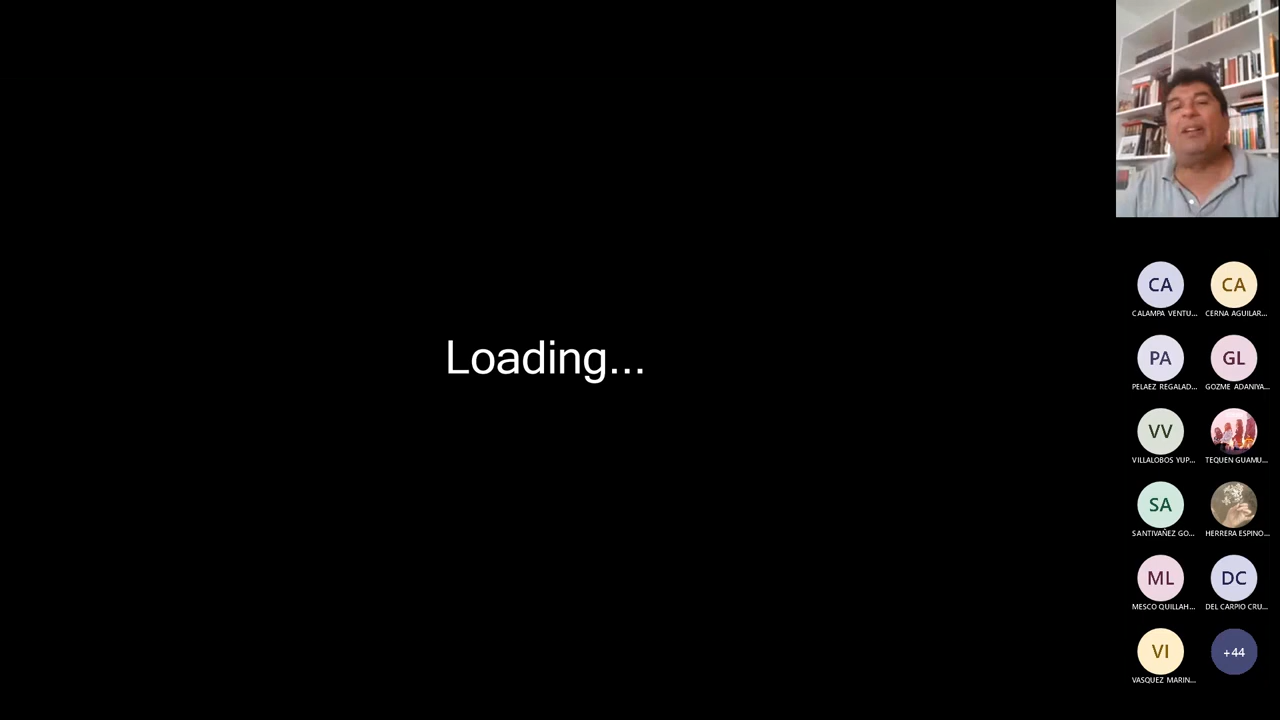 Loading...
CA
CA
CALAMPA VENTU...
CERNA AGUILAR...
PA
GL
PELAEZ REGALAD...
GOZME ADANIYA...
VV
VILLALOBOS YUP...
TEQUEN GUAMU...
SA
SANTIVAÑEZ GO...
HERRERA ESPINO...
ML
DC
MESCO QUILLAH...
DEL CARPIO CRU...
VI
+44
VASQUEZ MARIN...